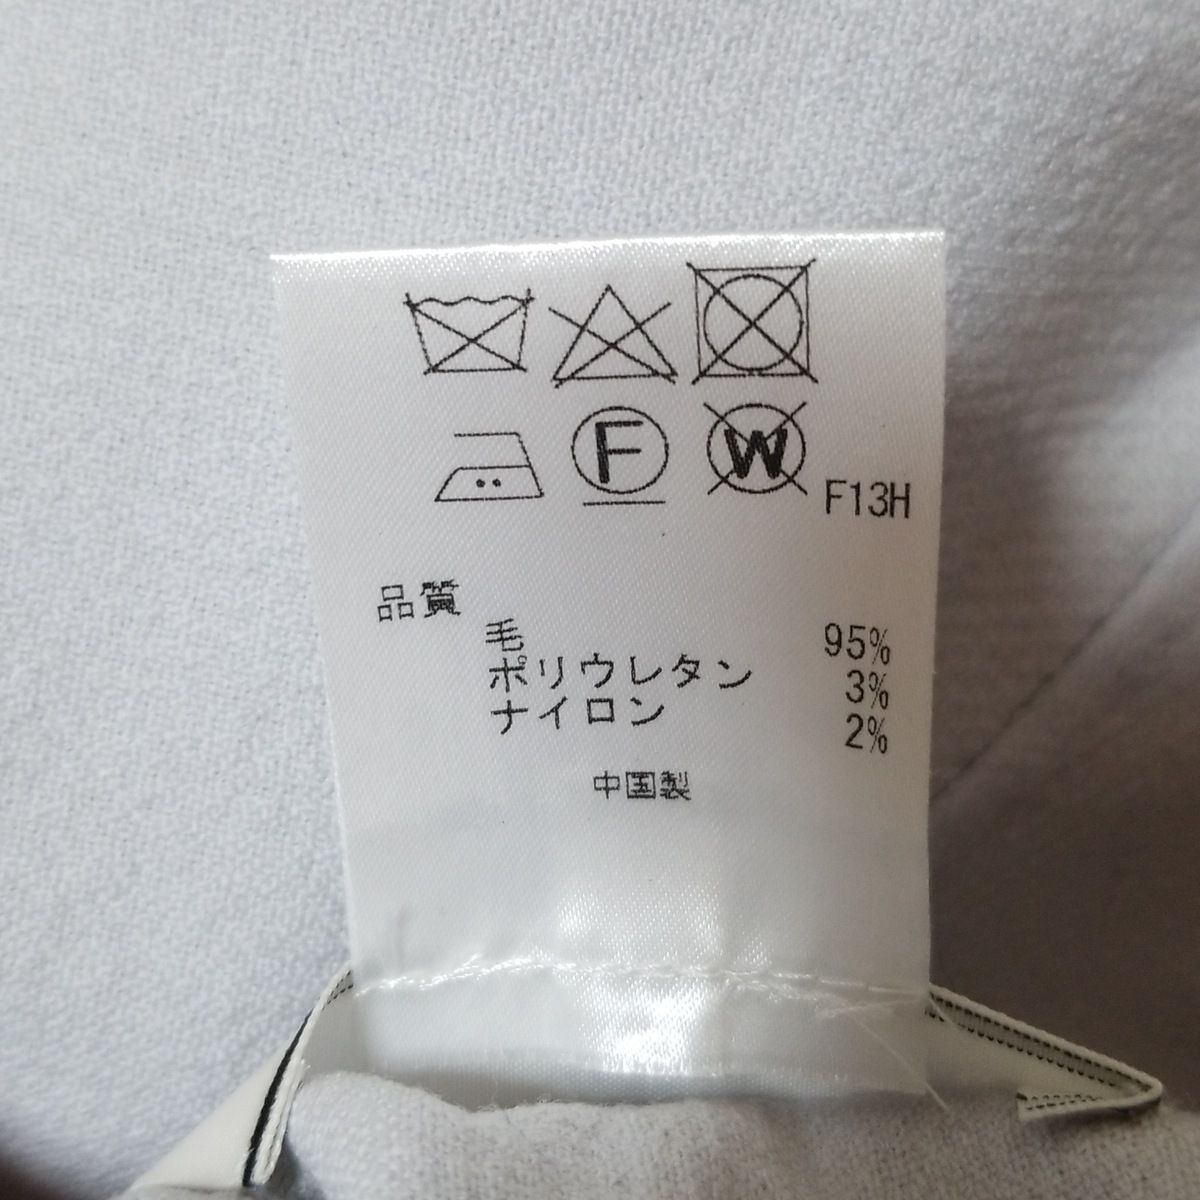 F W F13H
品質
毛 95%
ポリウレタン 3%
ナイロン 2%
中国製